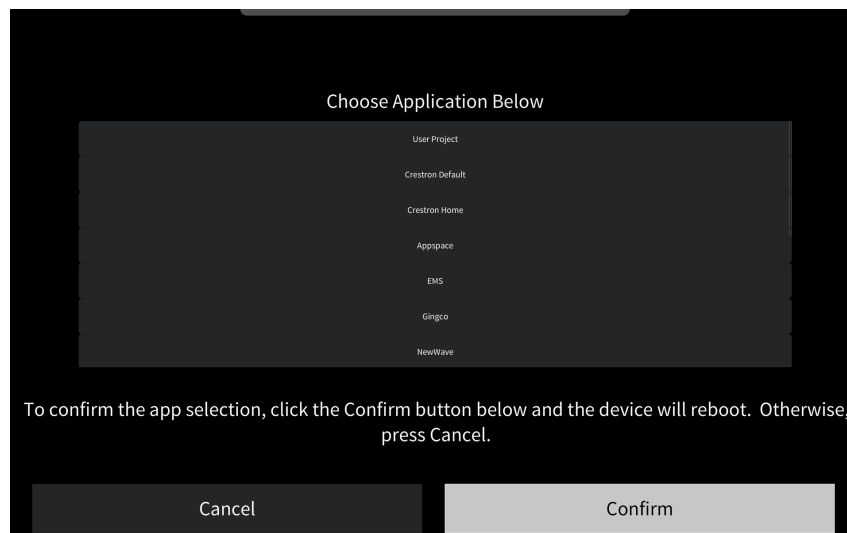 Choose Application Below
User Project
Crestron Default
Crestron Home
Appspace
EMS
Gingco
NewWave
To confirm the app selection, click the Confirm button below and the device will reboot.  Otherwise,
press Cancel.
Cancel
Confirm